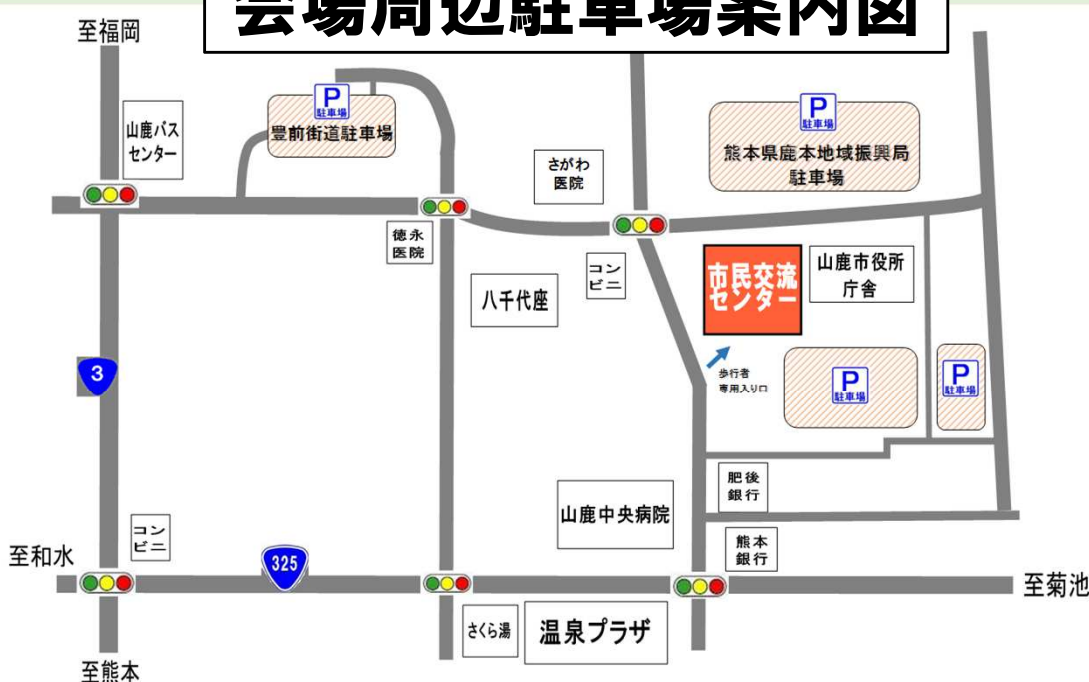 会場周辺駐車場案内図
至福岡
山鹿バス
センター
P
駐車場
豊前街道駐車場
P
駐車場
熊本県鹿本地域振興局
駐車場
さがわ
医院
徳永
医院
コン
ビニ
八千代座
市民交流
センター
山鹿市役所
庁舎
3
歩行者
専用入り口
P
駐車場
P
駐車場
肥後
銀行
山鹿中央病院
コン
ビニ
熊本
銀行
至和水
325
至菊池
さくら湯
温泉プラザ
至熊本